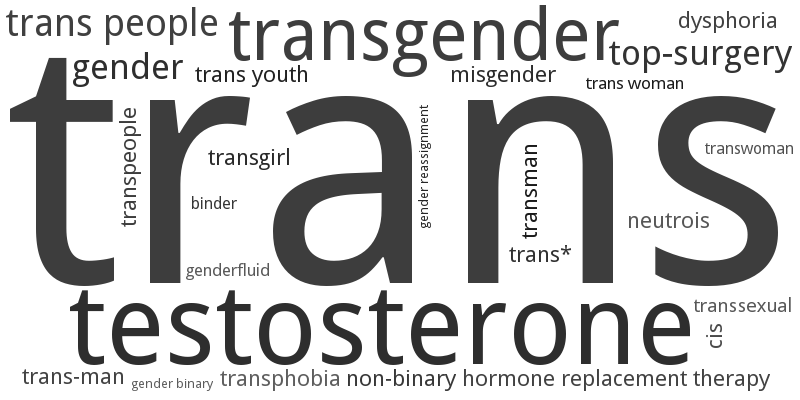 trans people
transgender
dysphoria
gender
trans youth
misgender
top-surgery
trans woman
trans
transpeople
transgirl
gender reassignment
transman
transwoman
binder
neutrois
genderfluid
trans*
testosterone
transsexual
cis
trans-man
gender binary
transphobia
non-binary
hormone replacement therapy